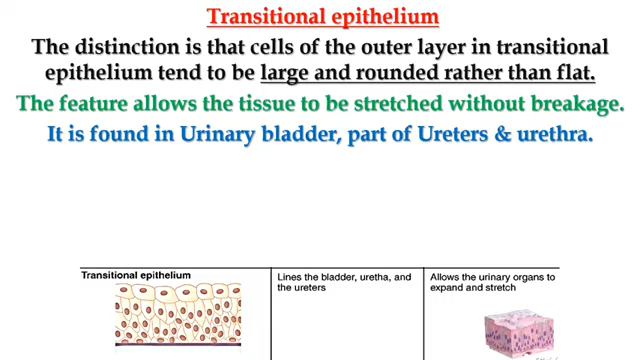 Transitional epithelium
The distinction is that cells of the outer layer in transitional
epithelium tend to be large and rounded rather than flat.
The feature allows the tissue to be stretched without breakage.
It is found in Urinary bladder, part of Ureters & urethra.
Transitional epithelium
Lines the bladder, uretha, and
the ureters
Allows the urinary organs to
expand and stretch